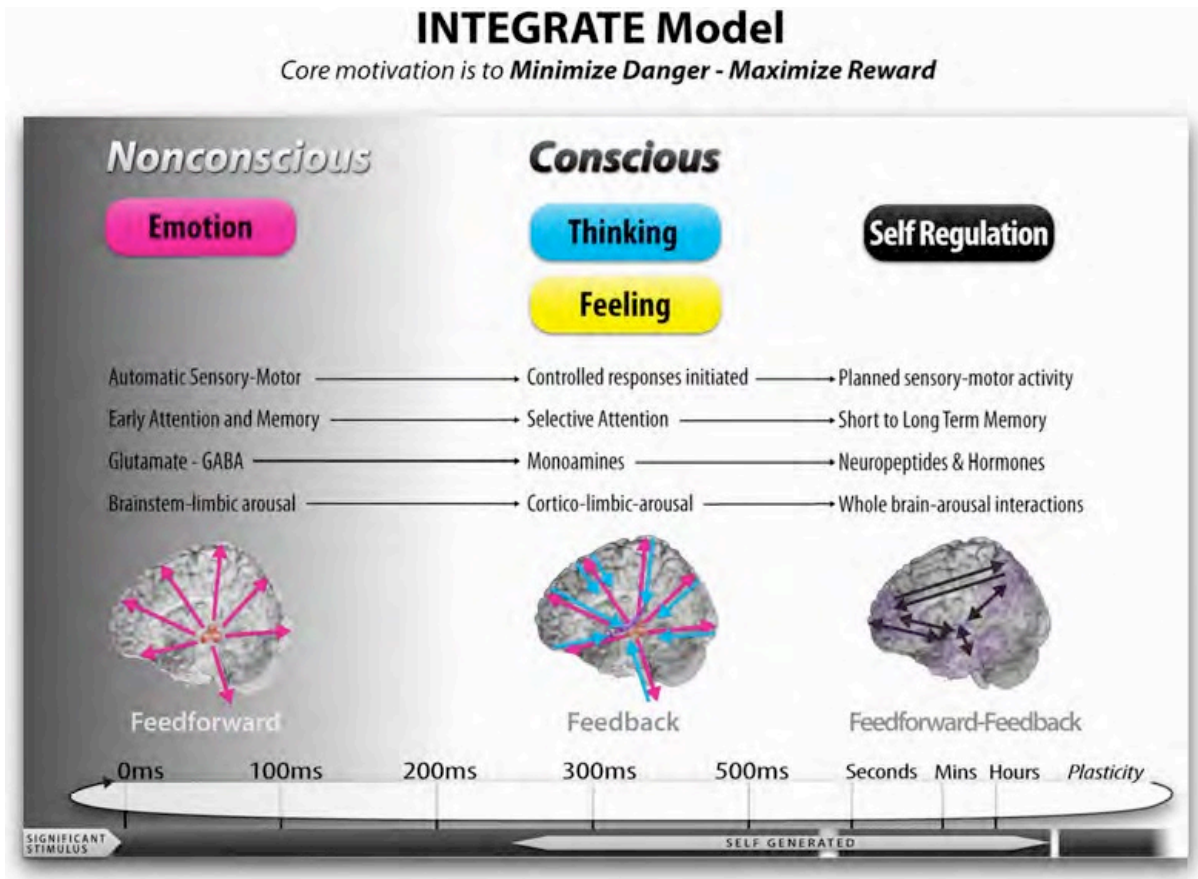 INTEGRATE Model
Core motivation is to Minimize Danger - Maximize Reward
Nonconscious
Conscious
Emotion
Thinking
Self Regulation
Feeling
Automatic Sensory-Motor
Controlled responses initiated
Planned sensory-motor activity
Early Attention and Memory
Selective Attention
Short to Long Term Memory
Glutamate - GABA
Monoamines
Neuropeptides & Hormones
Brainstem-limbic arousal
Cortico-limbic-arousal
Whole brain-arousal interactions
Feedforward
Feedback
Feedforward-Feedback
0ms 100ms 200ms 300ms 500ms Seconds Mins Hours Plasticity
SIGNIFICANT
STIMULUS
SELF GENERATED